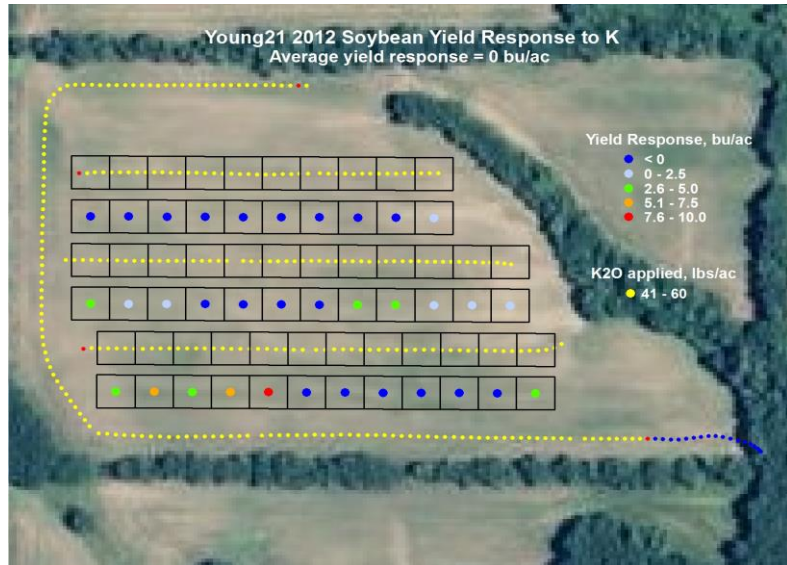 Young21 2012 Soybean Yield Response to K
Average yield response = 0 bu/ac
Yield Response, bu/ac
< 0
0 - 2.5
2.6 - 5.0
5.1 - 7.5
7.6 - 10.0
K2O applied, lbs/ac
41 - 60